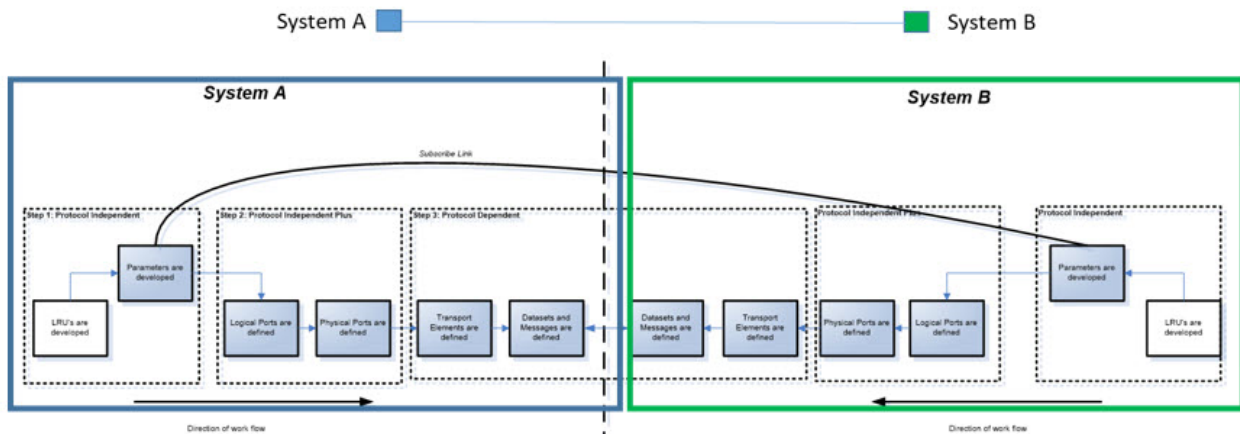 System A
System B
System A
System B
Subscribe Link
Step 1: Protocol Independent
Step 2: Protocol Independent Plus
Step 3: Protocol Dependent
Protocol Independent Plus
Protocol Independent
Parameters are
developed
LRU's are
developed
Logical Ports are
defined
Physical Ports are
defined
Transport
Elements are
defined
Datasets and
Messages are
defined
Datasets and
Messages are
defined
Transport
Elements are
defined
Physical Ports are
defined
Logical Ports are
defined
Parameters are
developed
LRU's are
developed
Direction of work flow
Direction of work flow